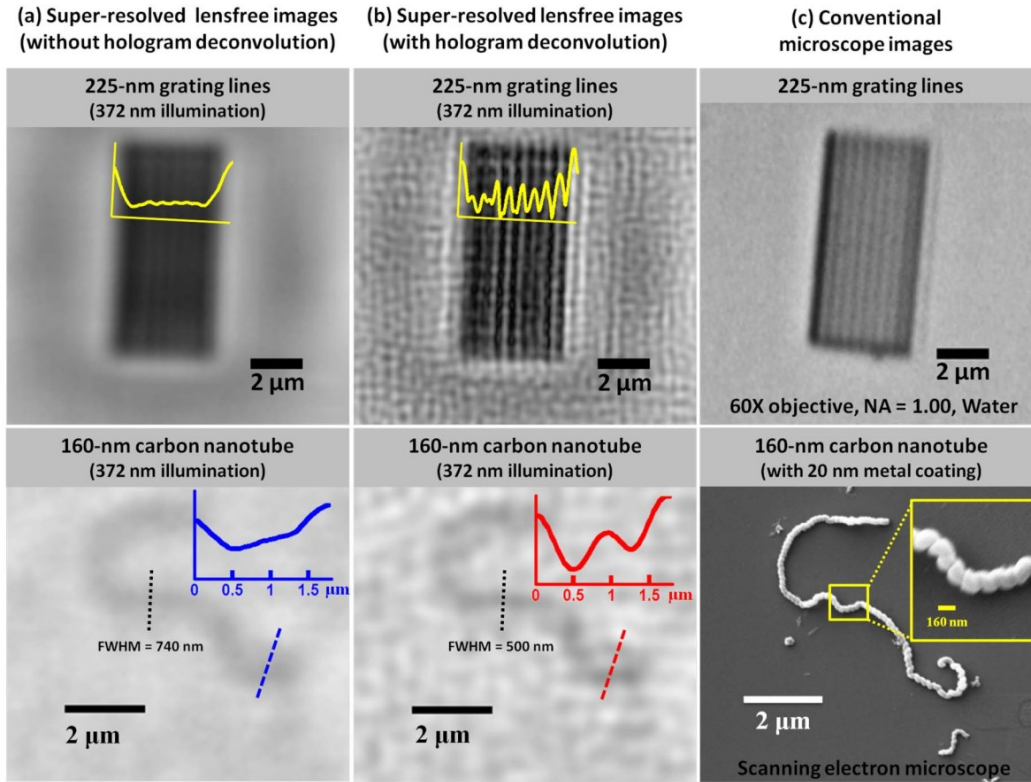 (a) Super-resolved lensfree images
(without hologram deconvolution)
(b) Super-resolved lensfree images
(with hologram deconvolution)
(c) Conventional
microscope images
225-nm grating lines
(372 nm illumination)
225-nm grating lines
(372 nm illumination)
225-nm grating lines
2 μm
2 μm
2 μm
60X objective, NA = 1.00, Water
160-nm carbon nanotube
(372 nm illumination)
160-nm carbon nanotube
(372 nm illumination)
160-nm carbon nanotube
(with 20 nm metal coating)
0 0.5 1 1.5 μm
FWHM = 740 nm
2 μm
0 0.5 1 1.5 μm
FWHM = 500 nm
2 μm
160 nm
2 μm
Scanning electron microscope